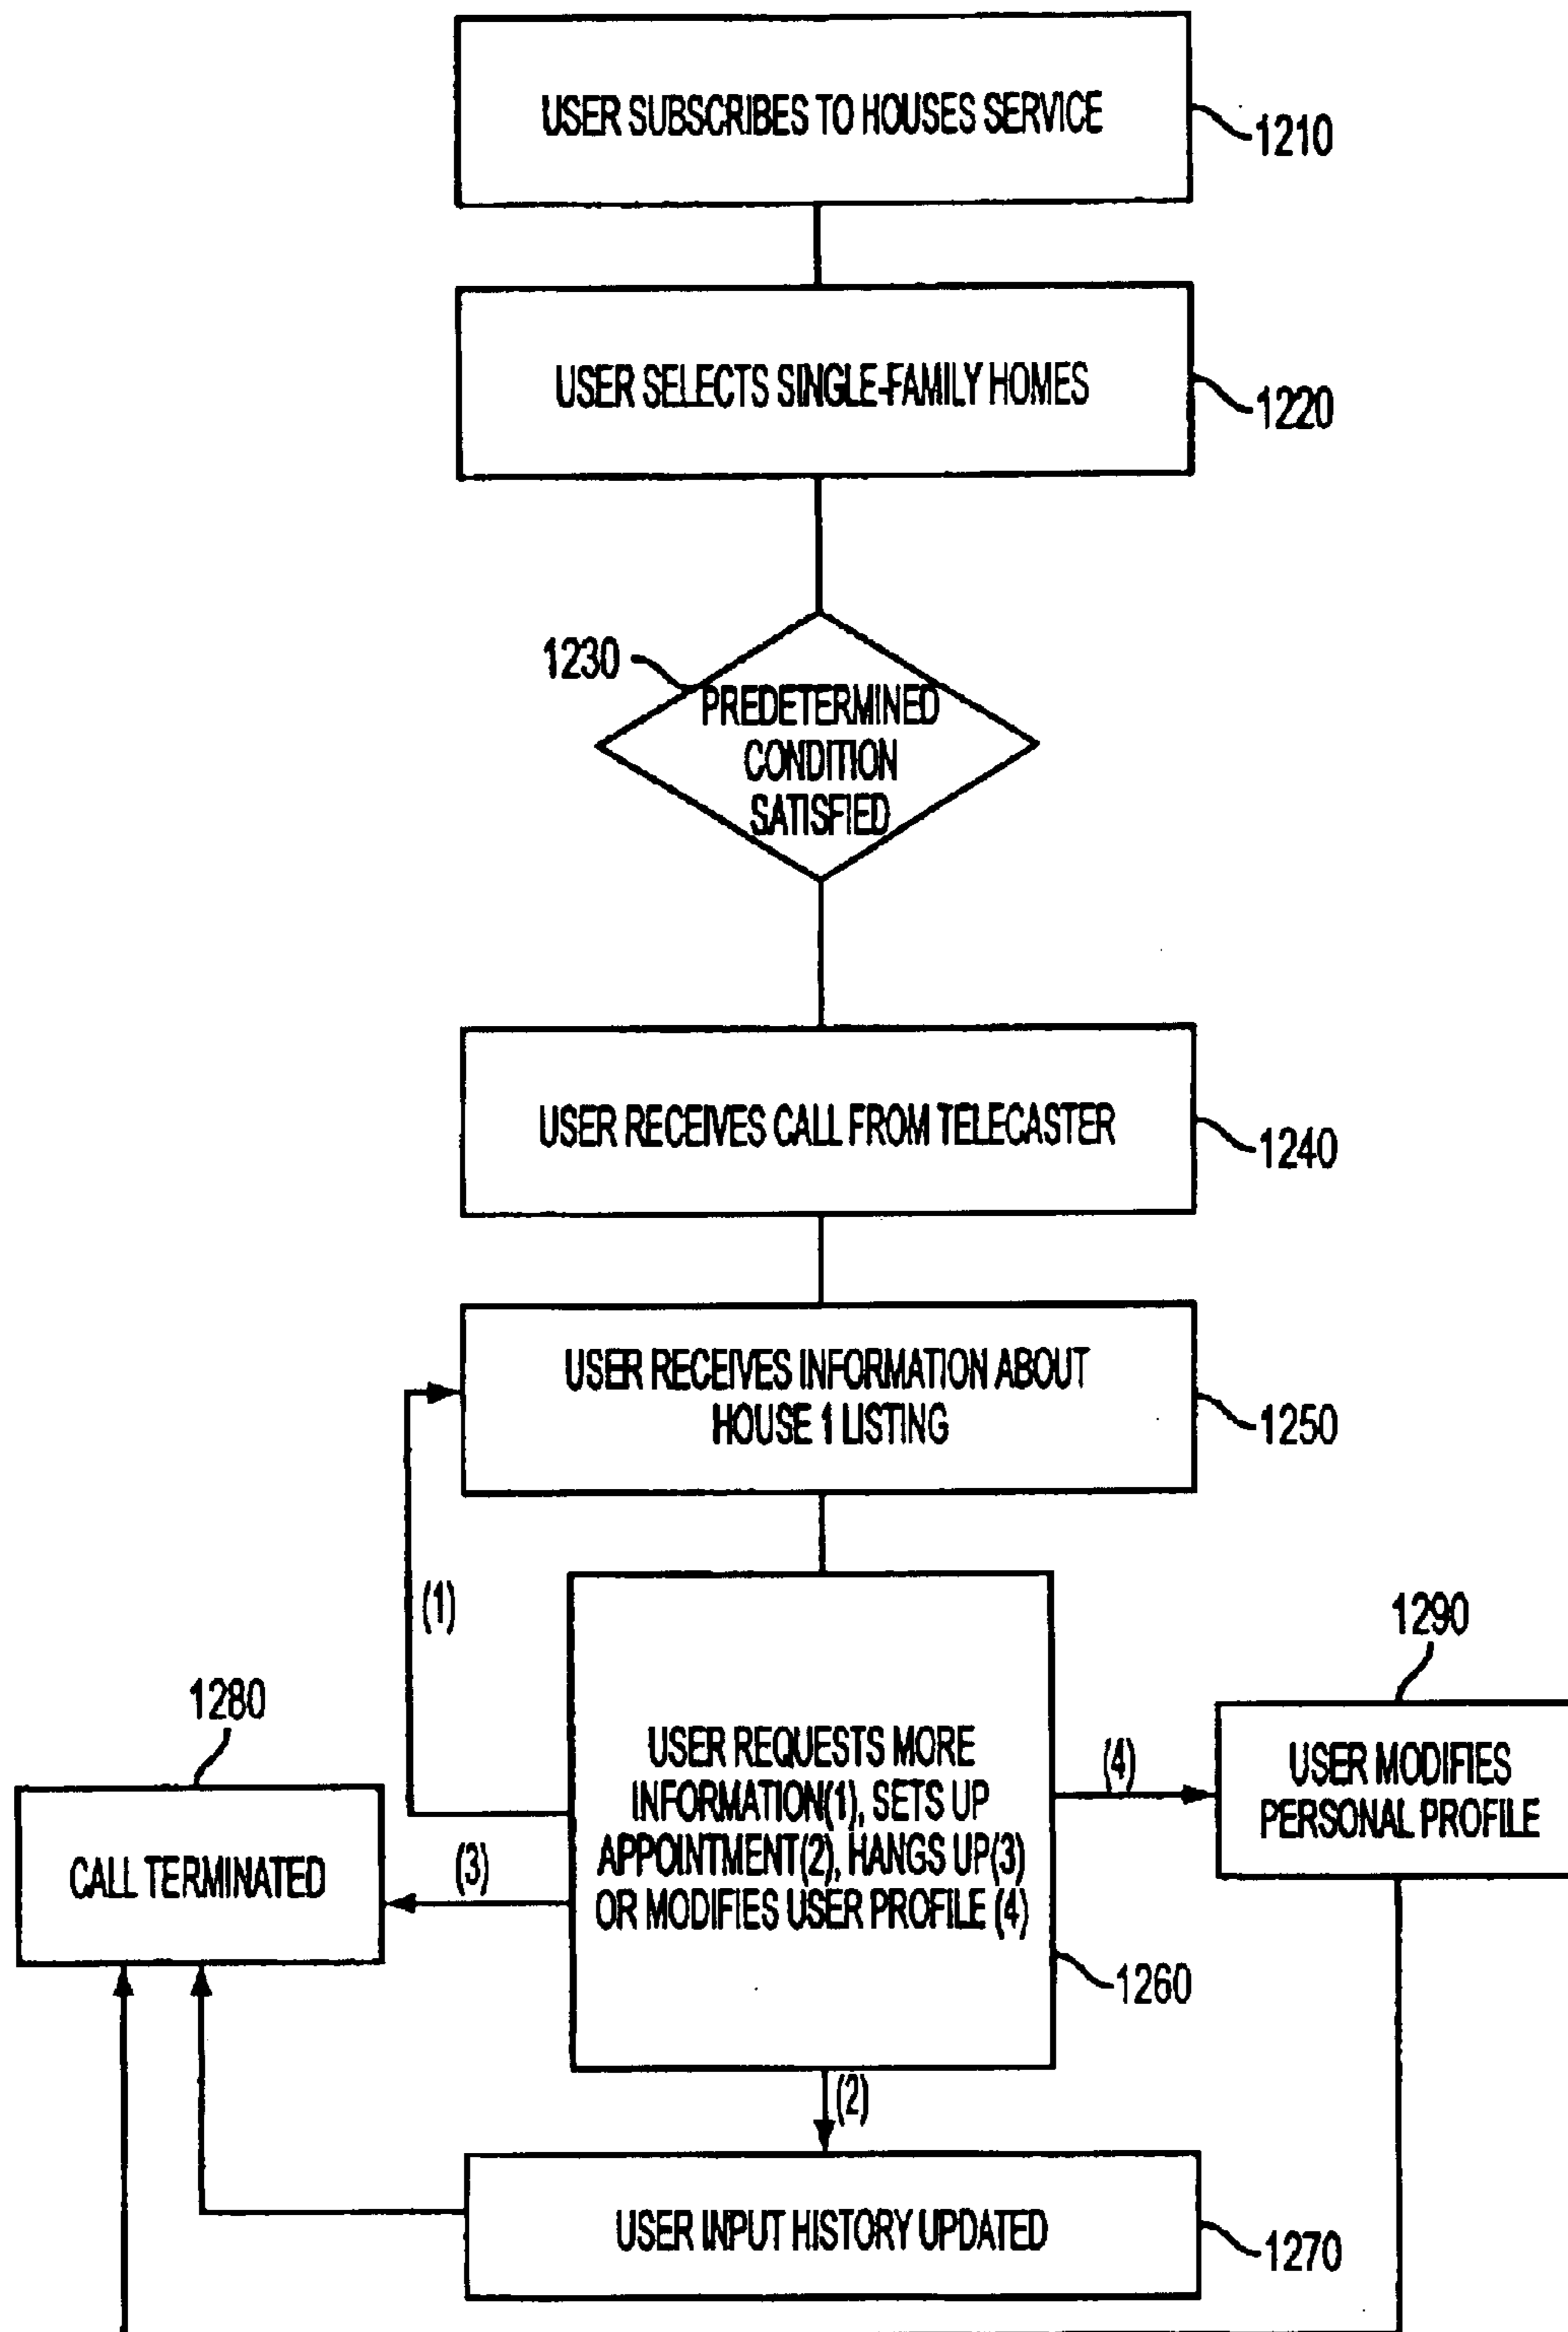 USER SUBSCRIBES TO HOUSES SERVICE
1210
USER SELECTS SINGLE-FAMILY HOMES
1220
1230
PREDETERMINED
CONDITION
SATISFIED
USER RECEIVES CALL FROM TELECASTER
1240
USER RECEIVES INFORMATION ABOUT
HOUSE 1 LISTING
1250
(1)
1280
CALL TERMINATED
(3)
USER REQUESTS MORE
INFORMATION(1), SETS UP
APPOINTMENT(2), HANGS UP(3)
OR MODIFIES USER PROFILE (4)
1260
(4)
1290
USER MODIFIES
PERSONAL PROFILE
(2)
USER INPUT HISTORY UPDATED
1270